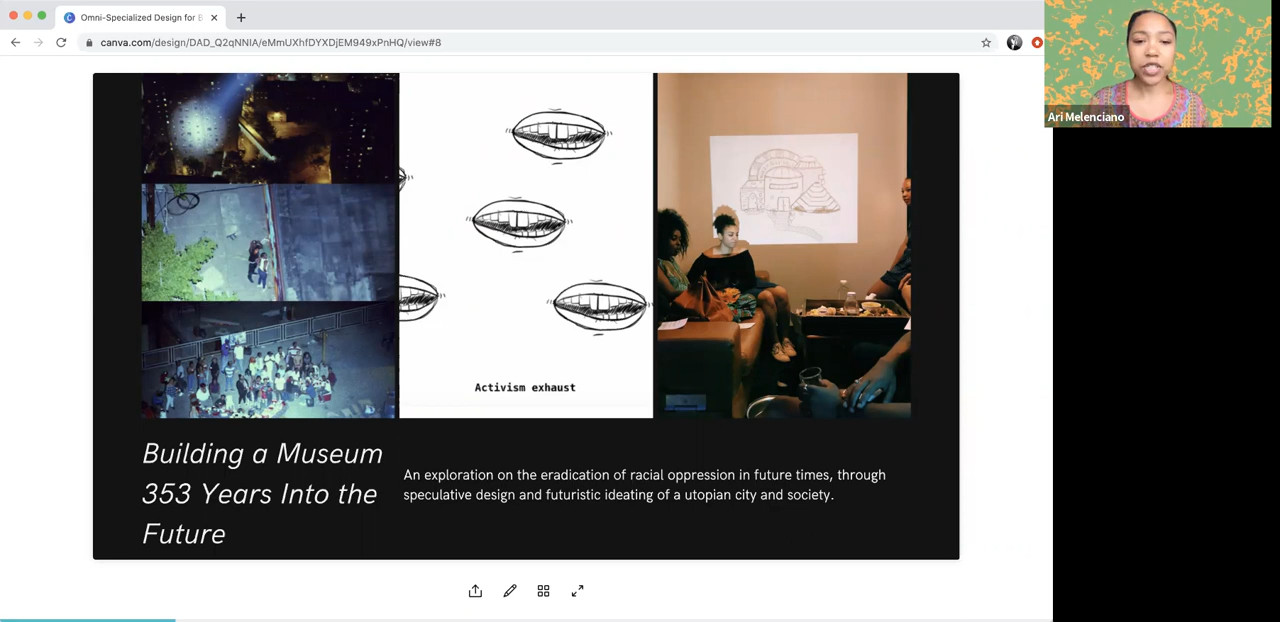 Omni-Specialized Design for B
canva.com/design/DAD_Q2qNNIA/eMmUXhfDYXDjEM949xPnHQ/view#8
Ari Melenciano
Activism exhaust
Building a Museum
353 Years Into the
Future
An exploration on the eradication of racial oppression in future times, through
speculative design and futuristic ideating of a utopian city and society.